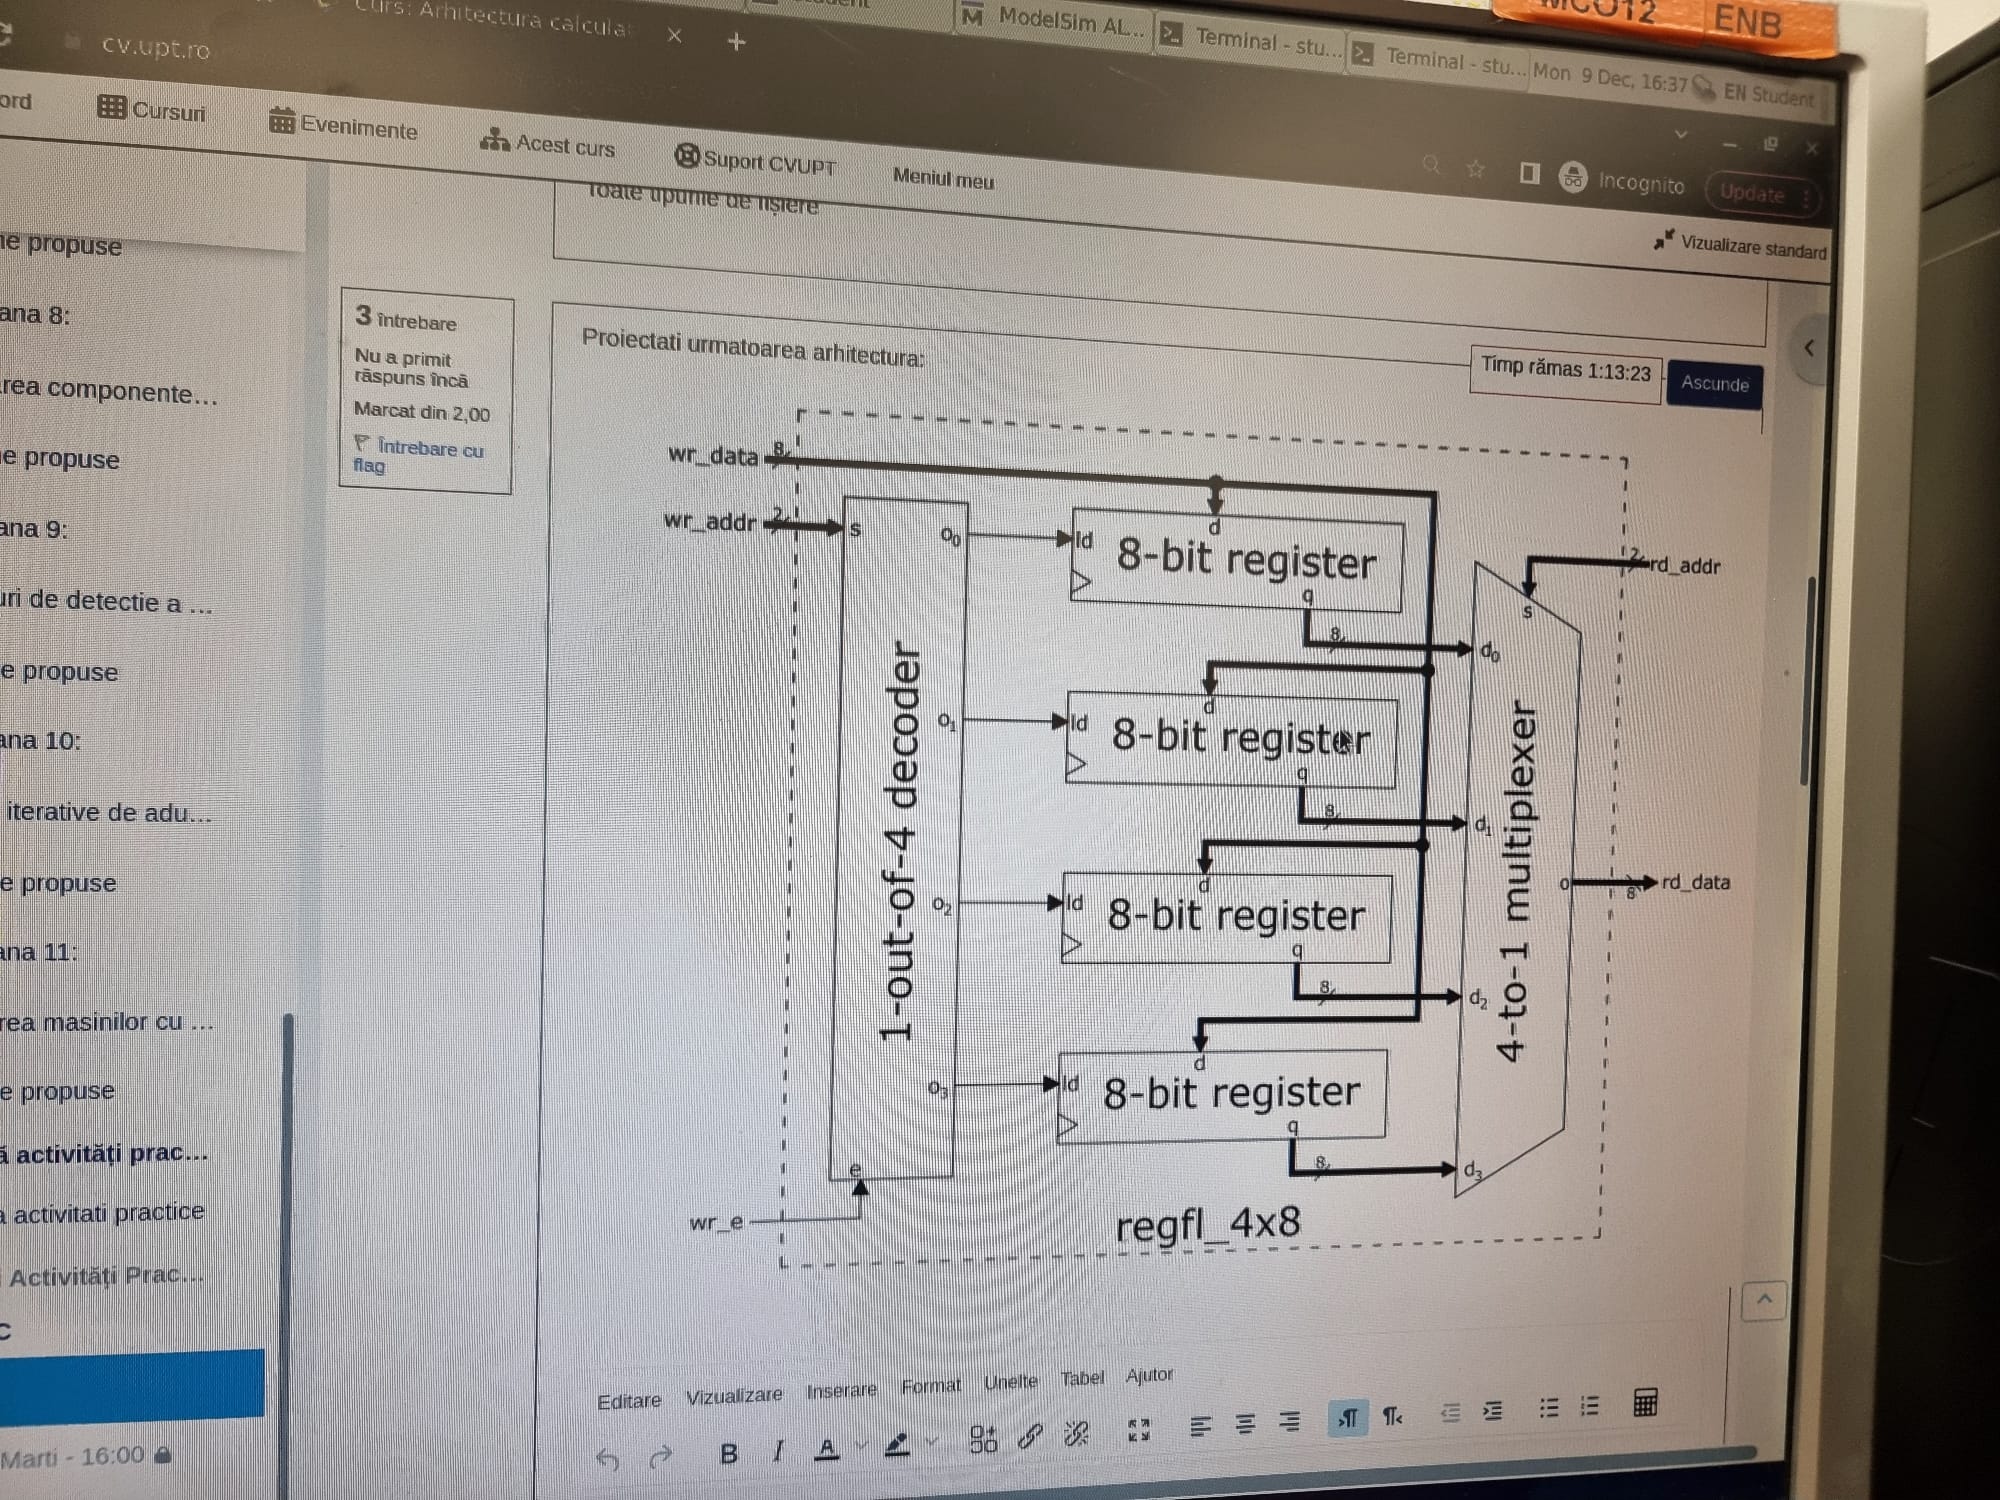 ENB
ModelSim AL...
Terminal - stu...
Terminal - stu...
Mon 9 Dec, 16:37
EN Student
cv.upt.ro
Cursuri
Evenimente
Acest curs
Suport CVUPT
Meniul meu
Incognito
Update
Toate tipurile de fișiere
Vizualizare standard
e propuse
ana 8:
rea componente...
e propuse
ana 9:
uri de detectie a ...
e propuse
ana 10:
iterative de adu...
e propuse
ana 11:
rea masinilor cu ...
e propuse
ă activități prac...
a activitati practice
Activități Prac...
C
Marti - 16:00
3 întrebare
Nu a primit
răspuns încă
Marcat din 2,00
Întrebare cu
flag
Proiectati urmatoarea arhitectura:
Timp rămas 1:13:23
Ascunde
wr_data 8
wr_addr 2
s
1-out-of-4 decoder
o0
o1
o2
o3
e
wr_e
d
ld 8-bit register
q
8
d
ld 8-bit register
q
8
d
ld 8-bit register
q
8
d
ld 8-bit register
q
8
2 rd_addr
s
d0
d1
d2
d3
4-to-1 multiplexer
o
8 rd_data
regfl_4x8
Editare Vizualizare Inserare Format Unelte Tabel Ajutor
B I A